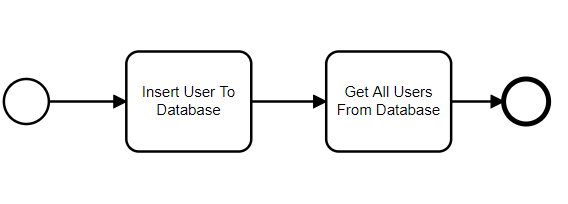 Insert User To
Database
Get All Users
From Database